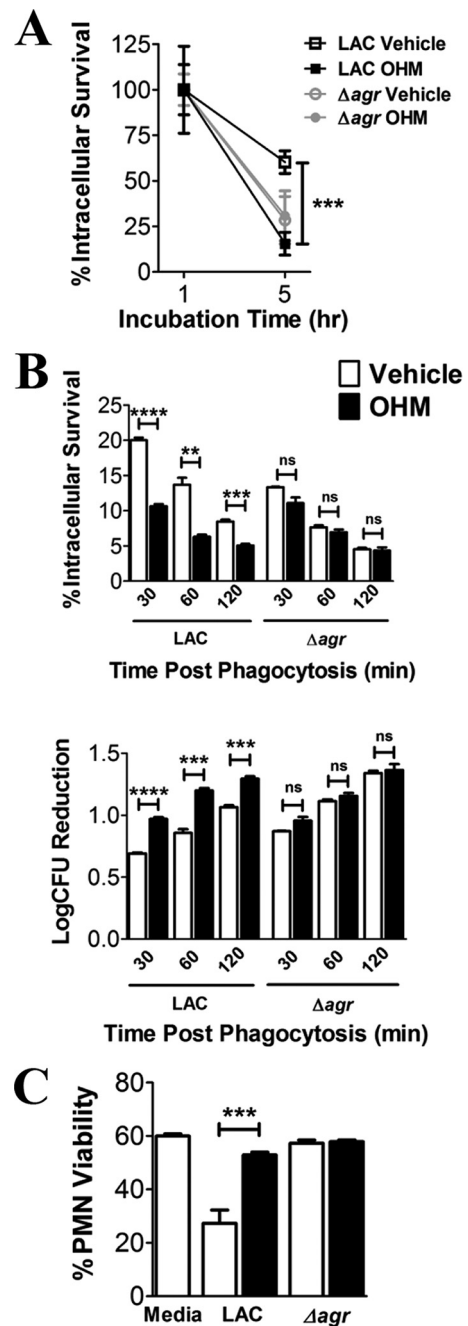 A
% Intracellular Survival
125
100
75
50
25
0
1
5
Incubation Time (hr)
LAC Vehicle
LAC OHM
Δagr Vehicle
Δagr OHM
***
B
Vehicle
OHM
% Intracellular Survival
25
20
15
10
5
0
****
**
***
ns
ns
ns
30
60
120
30
60
120
LAC
Δagr
Time Post Phagocytosis (min)
LogCFU Reduction
1.5
1.0
0.5
0.0
****
***
***
ns
ns
ns
30
60
120
30
60
120
LAC
Δagr
Time Post Phagocytosis (min)
C
% PMN Viability
80
60
40
20
0
***
Media
LAC
Δagr